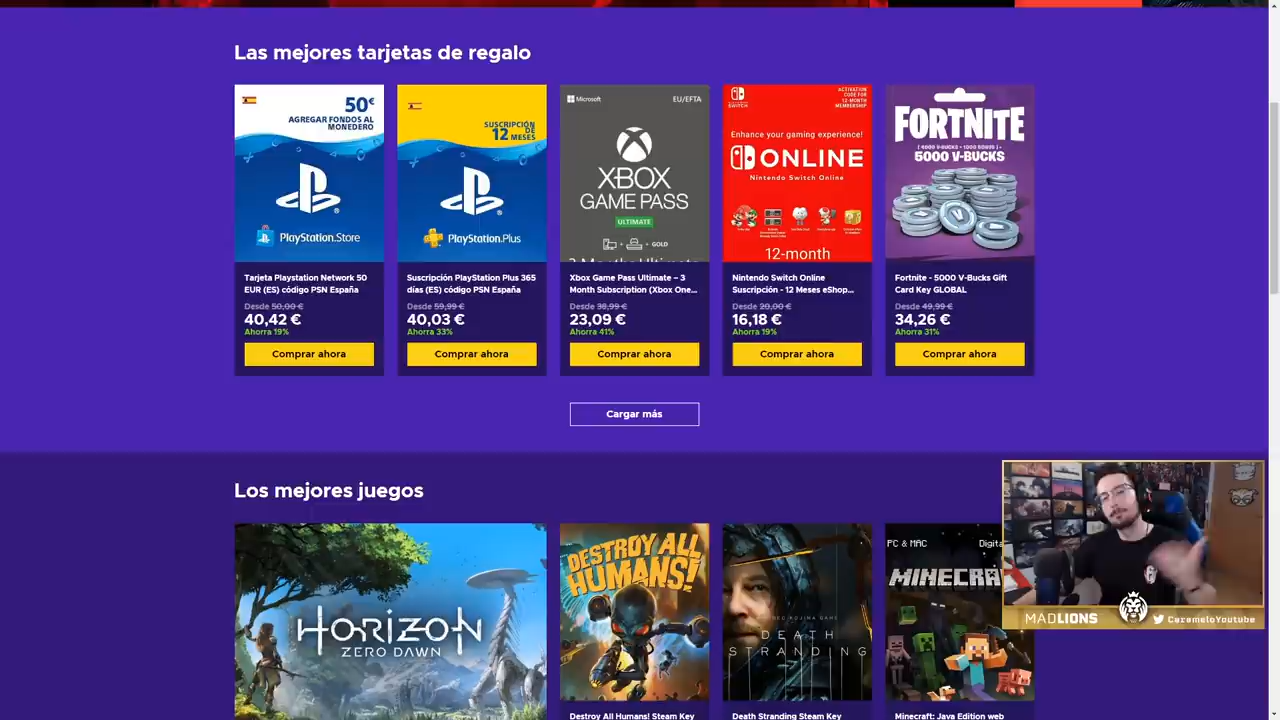 Las mejores tarjetas de regalo
50€
AGREGAR FONDOS AL
MONEDERO
PlayStation.Store
Tarjeta Playstation Network 50
EUR (ES) código PSN España
Desde 50,00 €
40,42 €
Ahorra 19%
Comprar ahora
SUSCRIPCIÓN
12 DE
MESES
PlayStation.Plus
Suscripción PlayStation Plus 365
días (ES) código PSN España
Desde 59,99 €
40,03 €
Ahorra 33%
Comprar ahora
Microsoft
EU/EFTA
XBOX
GAME PASS
ULTIMATE
+ GOLD
Xbox Game Pass Ultimate – 3
Month Subscription (Xbox One...
Desde 38,99 €
23,09 €
Ahorra 41%
Comprar ahora
SWITCH
ACTIVATION
CODE FOR
12-MONTH
MEMBERSHIP
Enhance your gaming experience!
ONLINE
Nintendo Switch Online
12-month
Nintendo Switch Online
Suscripción - 12 Meses eShop...
Desde 20,00 €
16,18 €
Ahorra 19%
Comprar ahora
FORTNITE
5000 V-BUCKS
Fortnite - 5000 V-Bucks Gift
Card Key GLOBAL
Desde 49,99 €
34,26 €
Ahorra 31%
Comprar ahora
Cargar más
Los mejores juegos
HORIZON
ZERO DAWN
DESTROY ALL
HUMANS!
Destroy All Humans! Steam Key
DEATH
STRANDING
Death Stranding Steam Key
PC & MAC
Digita
MINECRA
Minecraft: Java Edition web
MADLIONS
CarameloYoutube